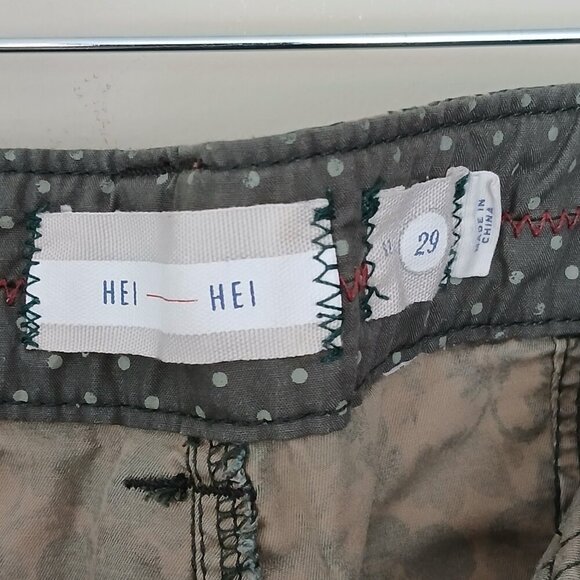 HEI — HEI
29
MADE IN
CHINA